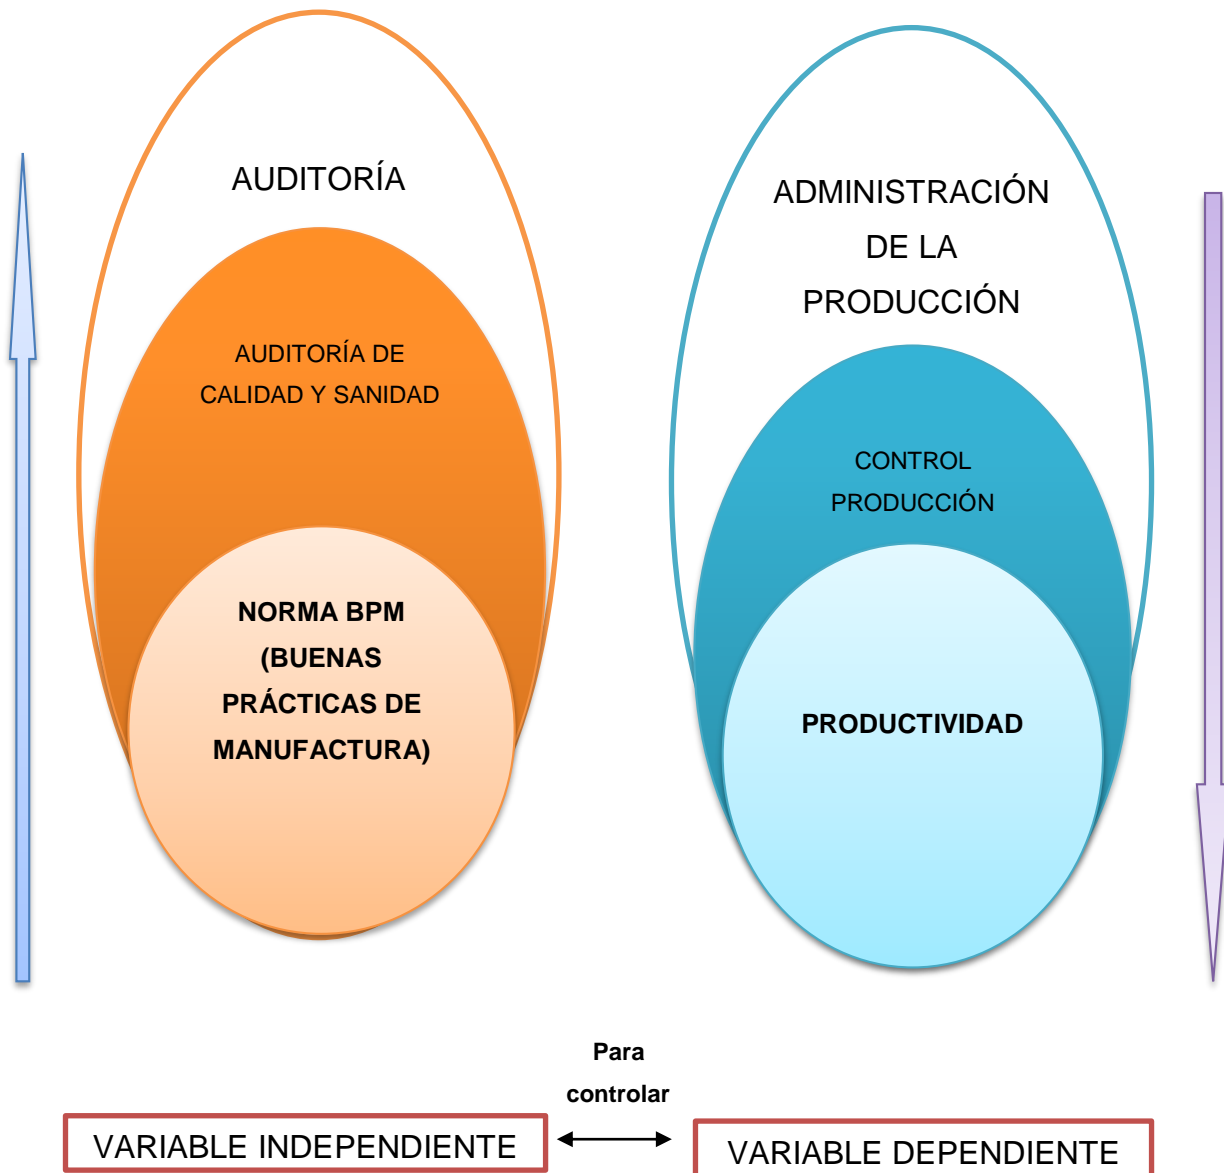 AUDITORÍA
AUDITORÍA DE
CALIDAD Y SANIDAD
NORMA BPM
(BUENAS
PRÁCTICAS DE
MANUFACTURA)
ADMINISTRACIÓN
DE LA
PRODUCCIÓN
CONTROL
PRODUCCIÓN
PRODUCTIVIDAD
Para
controlar
VARIABLE INDEPENDIENTE
VARIABLE DEPENDIENTE